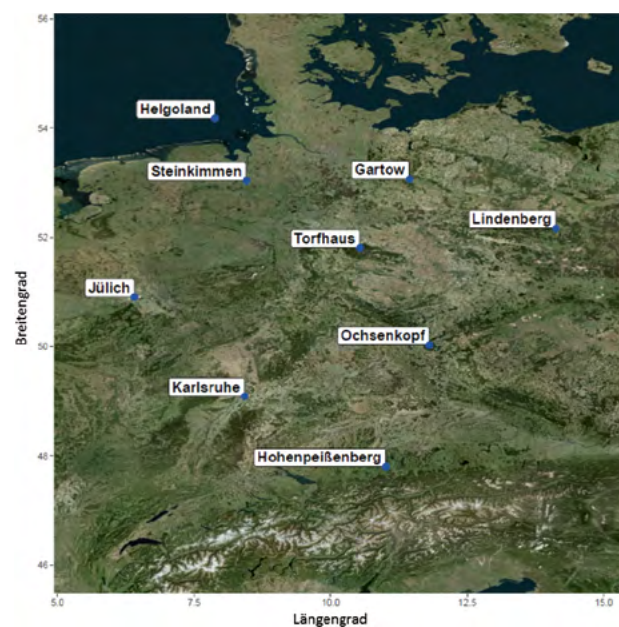 56
Helgoland
54
Steinkimmen
Gartow
Lindenberg
52
Torfhaus
Jülich
Breitengrad
Ochsenkopf
50
Karlsruhe
Hohenpeißenberg
48
46
5.0 7.5 10.0 12.5 15.0
Längengrad